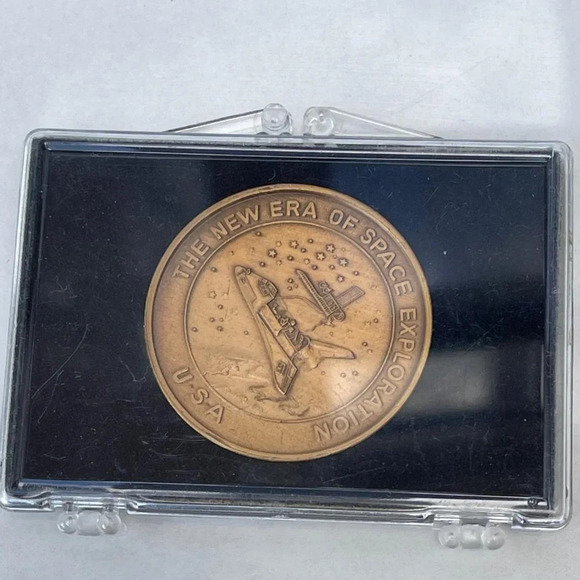 THE NEW ERA OF SPACE EXPLORATION
U·S·A